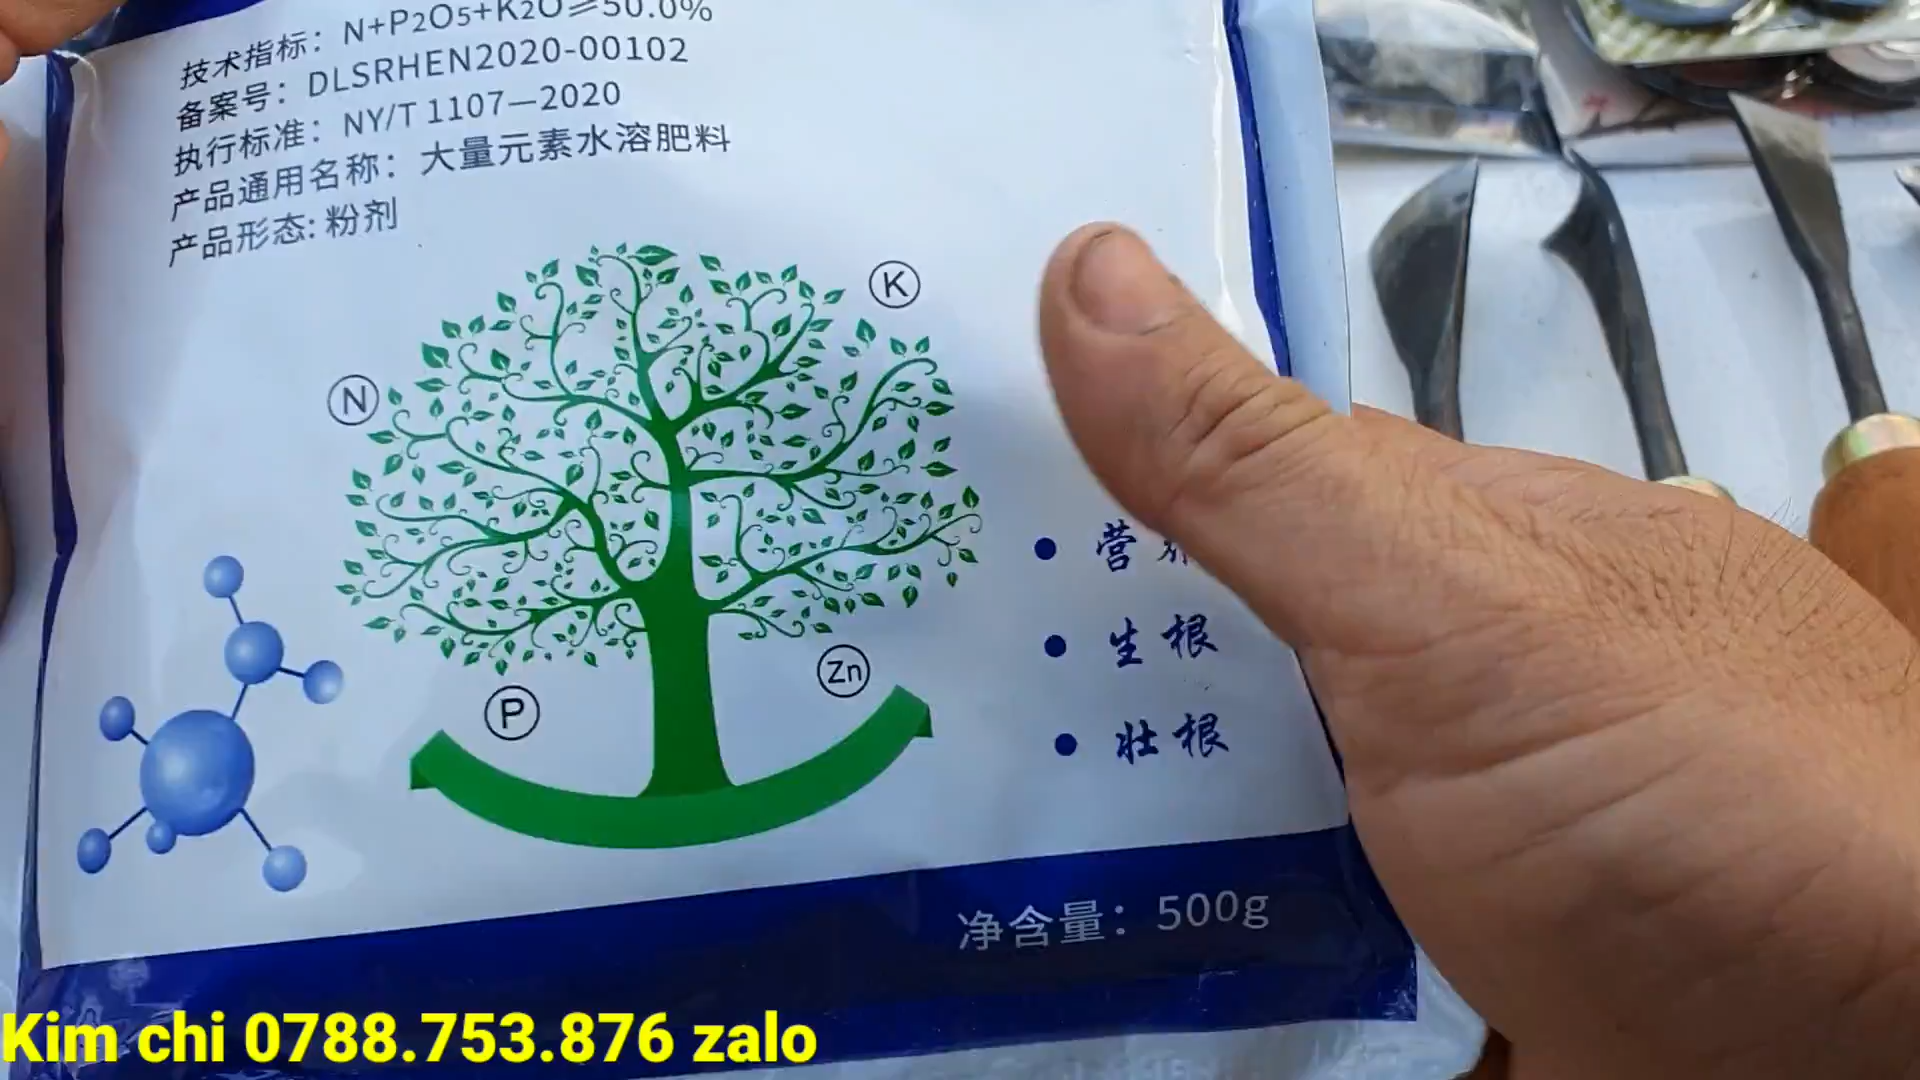 技术指标：N+P2O5+K2O≥50.0%
备案号：DLSRHEN2020-00102
执行标准：NY/T 1107—2020
产品通用名称：大量元素水溶肥料
产品形态:粉剂
K
N
营
生根
Zn
P
壮根
净含量：500g
Kim chi 0788.753.876 zalo